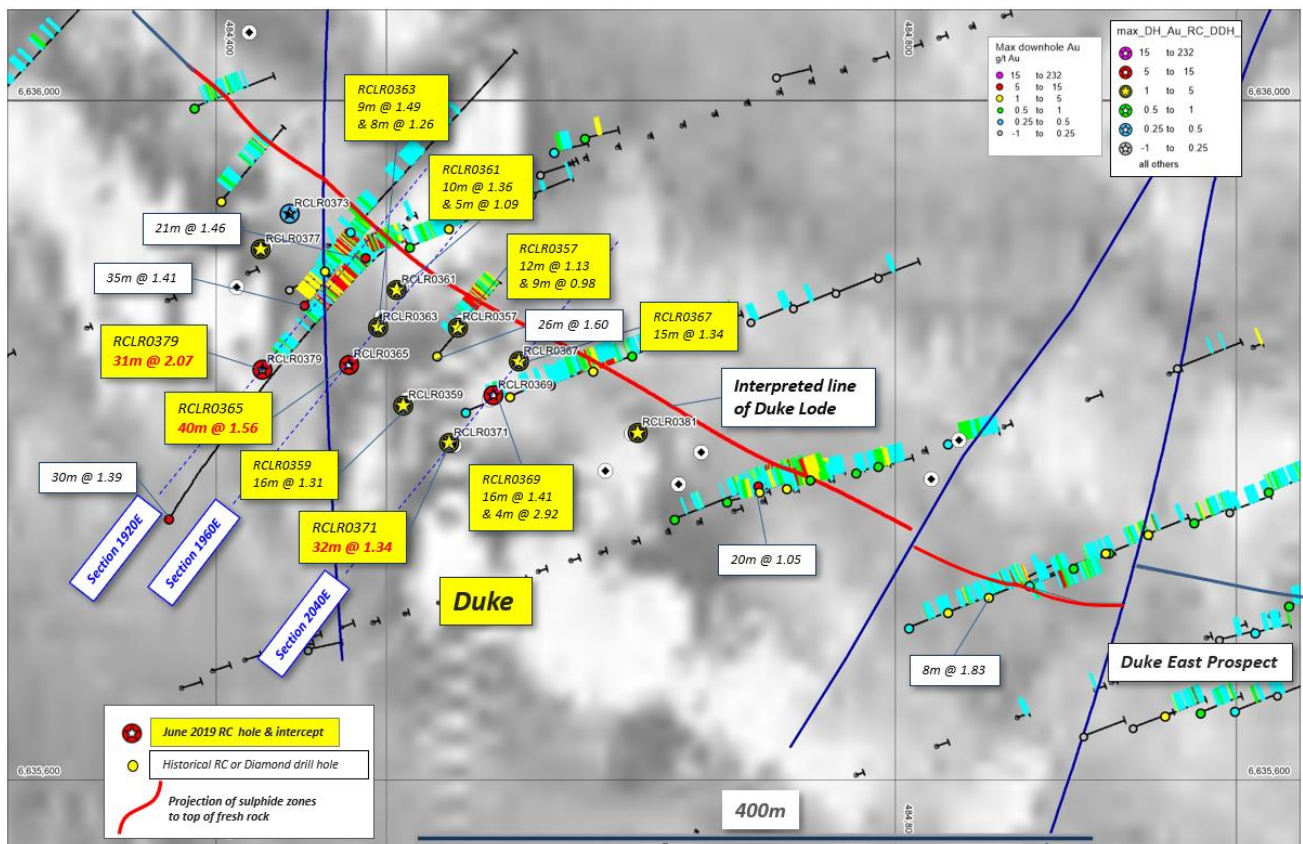 484,400
484,800
6,636,000
6,636,000
Max downhole Au
g/t Au
15 to 232
5 to 15
1 to 5
0.5 to 1
0.25 to 0.5
-1 to 0.25
max_DH_Au_RC_DDH_
15 to 232
5 to 15
1 to 5
0.5 to 1
0.25 to 0.5
-1 to 0.25
all others
RCLR0363
9m @ 1.49
& 8m @ 1.26
RCLR0361
10m @ 1.36
& 5m @ 1.09
RCLR0373
21m @ 1.46
RCLR0377
RCLR0357
12m @ 1.13
& 9m @ 0.98
35m @ 1.41
RCLR0361
RCLR0363
RCLR0357
26m @ 1.60
RCLR0367
15m @ 1.34
RCLR0379
31m @ 2.07
RCLR0379
RCLR0365
RCLR0367
RCLR0369
Interpreted line
of Duke Lode
RCLR0365
40m @ 1.56
RCLR0359
RCLR0371
RCLR0381
30m @ 1.39
RCLR0359
16m @ 1.31
RCLR0369
16m @ 1.41
& 4m @ 2.92
RCLR0371
32m @ 1.34
20m @ 1.05
Section 1920E
Section 1960E
Section 2040E
Duke
8m @ 1.83
Duke East Prospect
June 2019 RC hole & intercept
Historical RC or Diamond drill hole
Projection of sulphide zones
to top of fresh rock
6,635,600
6,635,600
400m
484,80